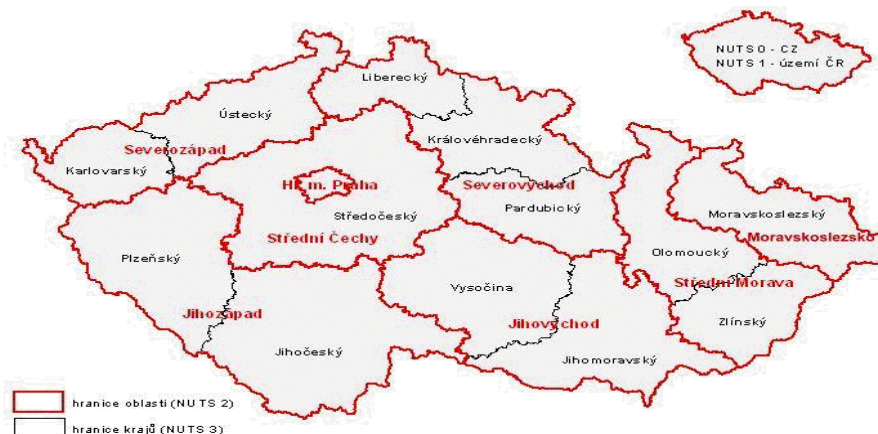 NUTS 0 - CZ
NUTS 1 - území ČR
Liberecký
Ústecký
Královéhradecký
Severozápad
Karlovarský
Hl. m. Praha
Severovýchod
Středočeský
Pardubický
Moravskoslezský
Střední Čechy
Moravskoslezsko
Plzeňský
Olomoucký
Vysočina
Střední Morava
Jihozápad
Jihovýchod
Zlínský
Jihočeský
Jihomoravský
hranice oblastí (NUTS 2)
hranice krajů (NUTS 3)